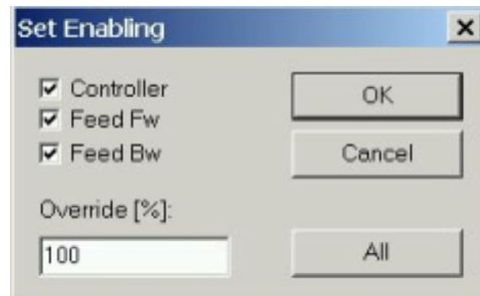 Set Enabling
Controller
Feed Fw
Feed Bw
OK
Cancel
Override [%]:
100
All